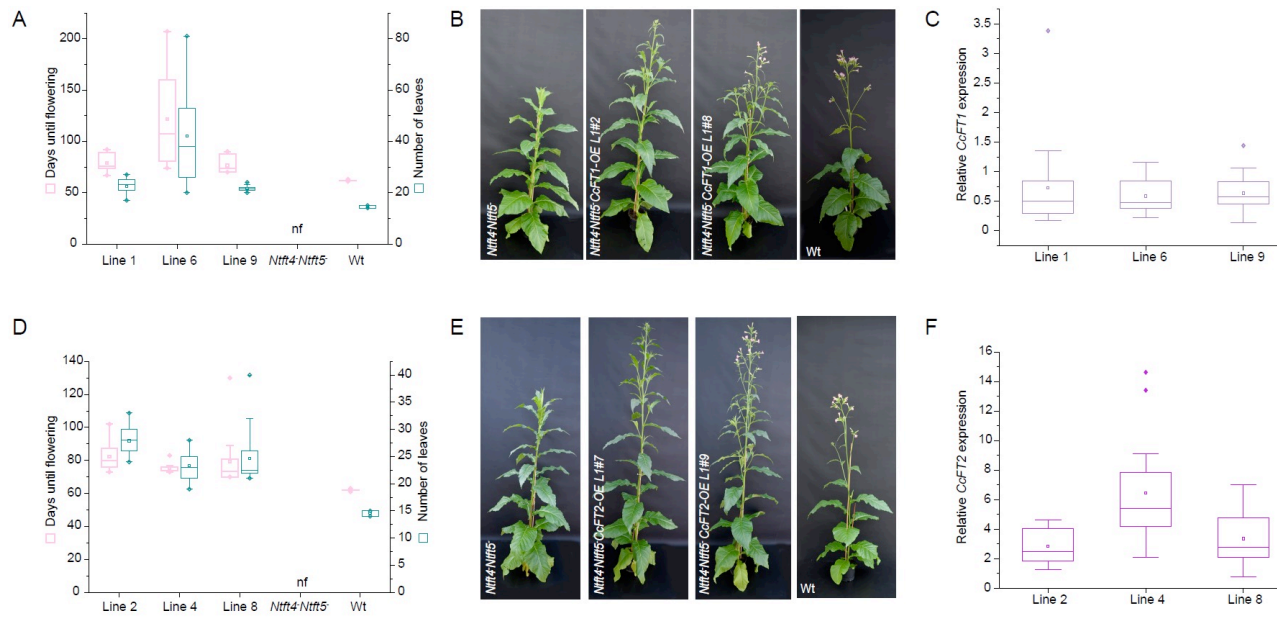 A
Days until flowering
200
150
100
50
0
80
60
40
20
0
Number of leaves
nf
Line 1 Line 6 Line 9 Ntft4-Ntft5- Wt
B
Ntft4-Ntft5-
Ntft4-Ntft5-CcFT1-OE L1#2
Ntft4-Ntft5-CcFT1-OE L1#8
Wt
C
Relative CcFT1 expression
3.5
3
2.5
2
1.5
1
0.5
0
Line 1 Line 6 Line 9
D
Days until flowering
140
120
100
80
60
40
20
0
40
35
30
25
20
15
10
5
0
Number of leaves
nf
Line 2 Line 4 Line 8 Ntft4-Ntft5- Wt
E
Ntft4-Ntft5-
Ntft4-Ntft5-CcFT2-OE L1#7
Ntft4-Ntft5-CcFT2-OE L1#9
Wt
F
Relative CcFT2 expression
16
14
12
10
8
6
4
2
0
Line 2 Line 4 Line 8